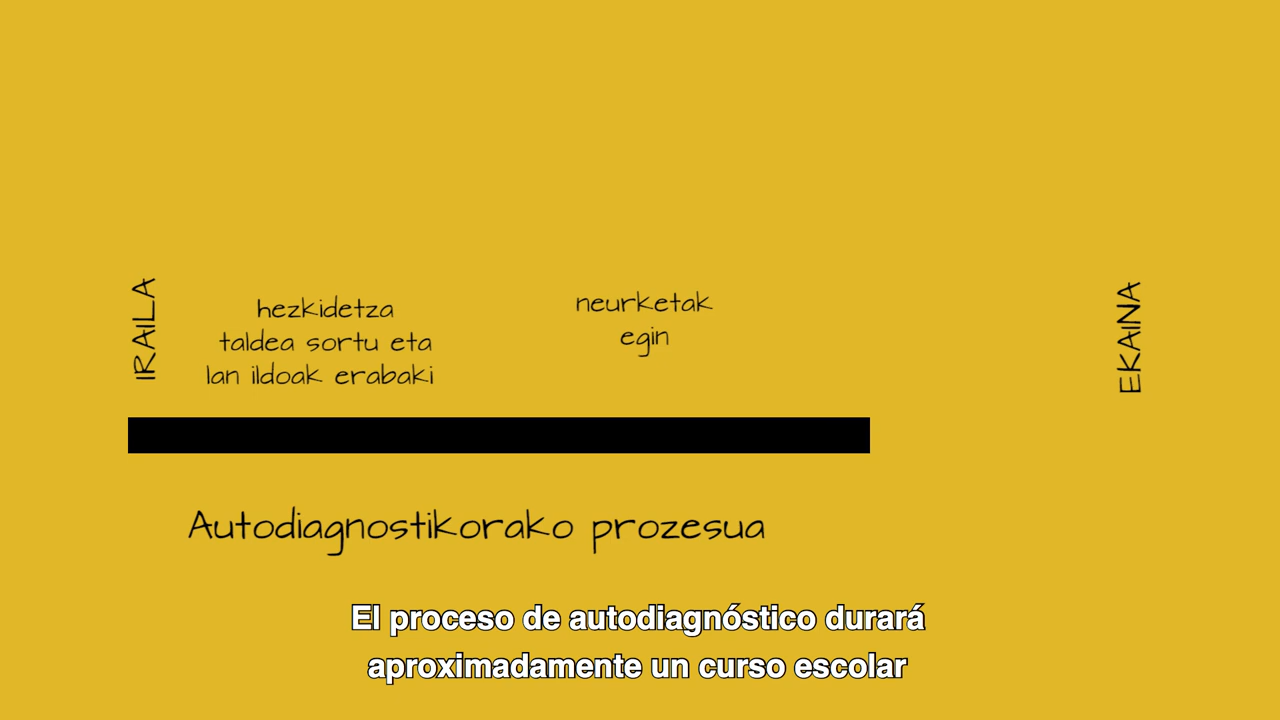 IRAILA
hezkidetza
taldea sortu eta
lan ildoak erabaki
neurketak
egin
EKAINA
Autodiagnostikorako prozesua
El proceso de autodiagnóstico durará
aproximadamente un curso escolar